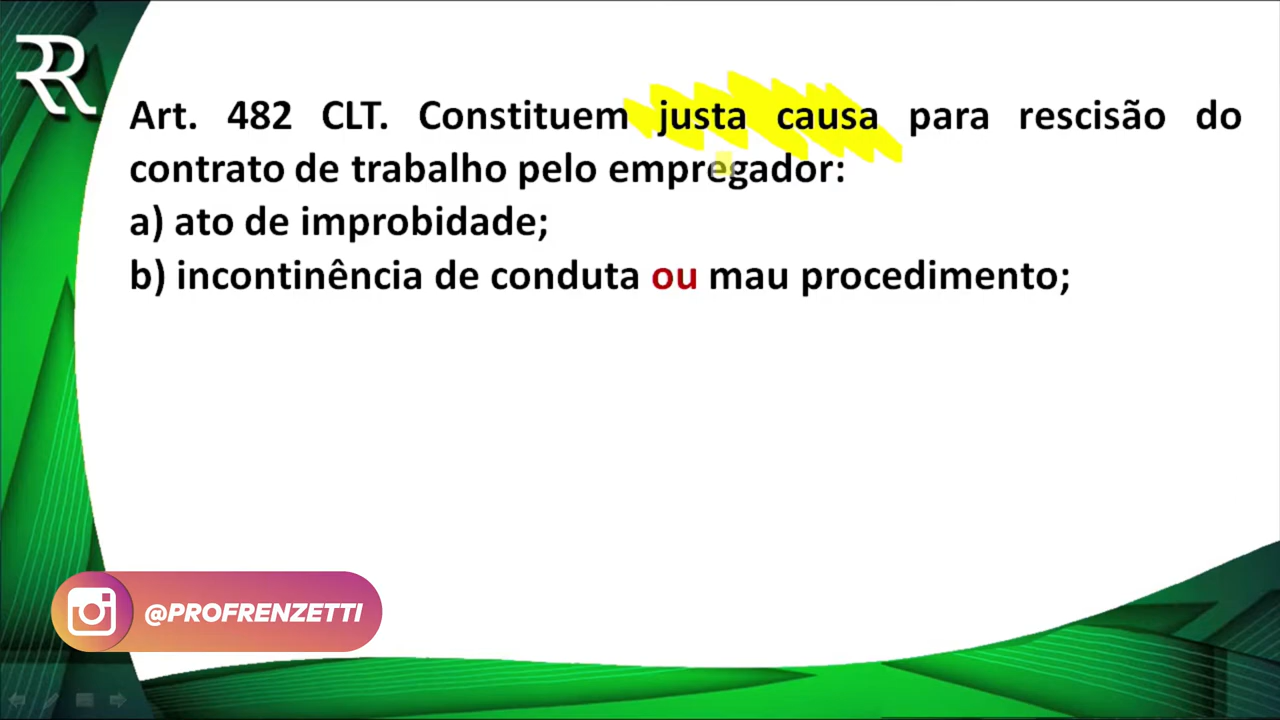 Art. 482 CLT. Constituem justa causa para rescisão do
contrato de trabalho pelo empregador:
a) ato de improbidade;
b) incontinência de conduta ou mau procedimento;
@PROFRENZETTI